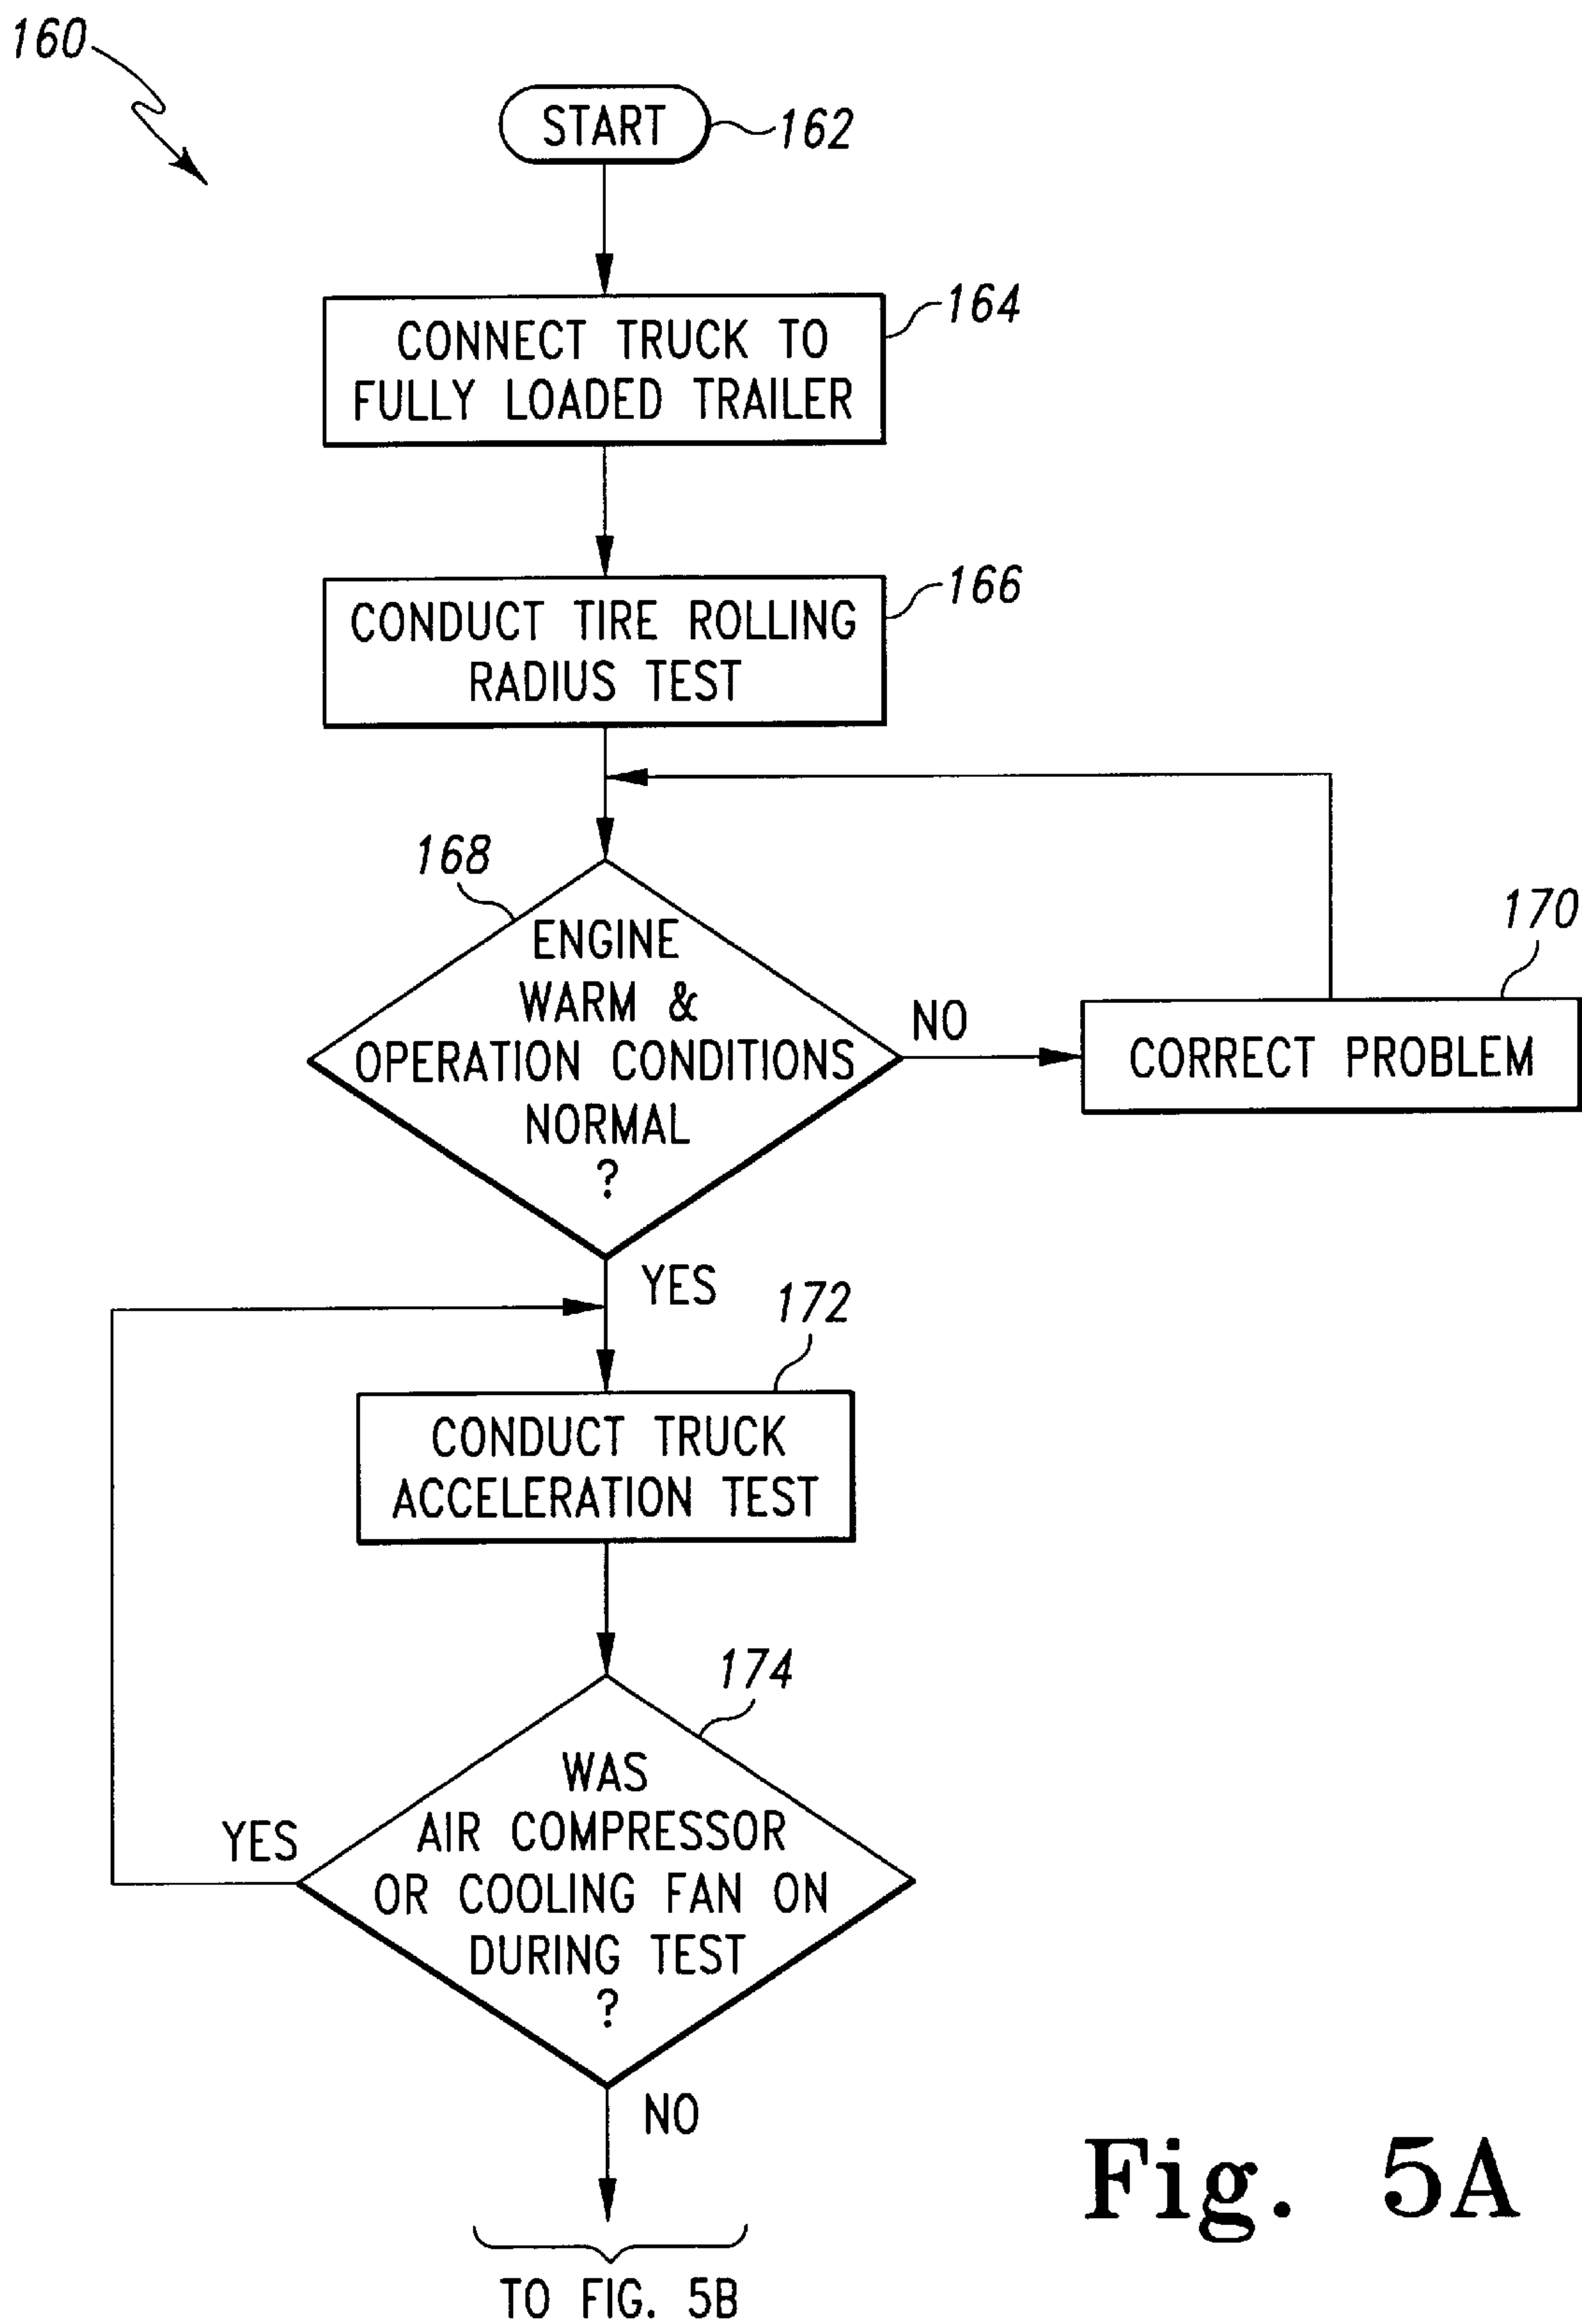 160
START
162
CONNECT TRUCK TO
FULLY LOADED TRAILER
164
CONDUCT TIRE ROLLING
RADIUS TEST
166
168
ENGINE
WARM &
OPERATION CONDITIONS
NORMAL
?
NO
170
CORRECT PROBLEM
YES
172
CONDUCT TRUCK
ACCELERATION TEST
174
WAS
AIR COMPRESSOR
OR COOLING FAN ON
DURING TEST
?
YES
NO
TO FIG. 5B
Fig. 5A